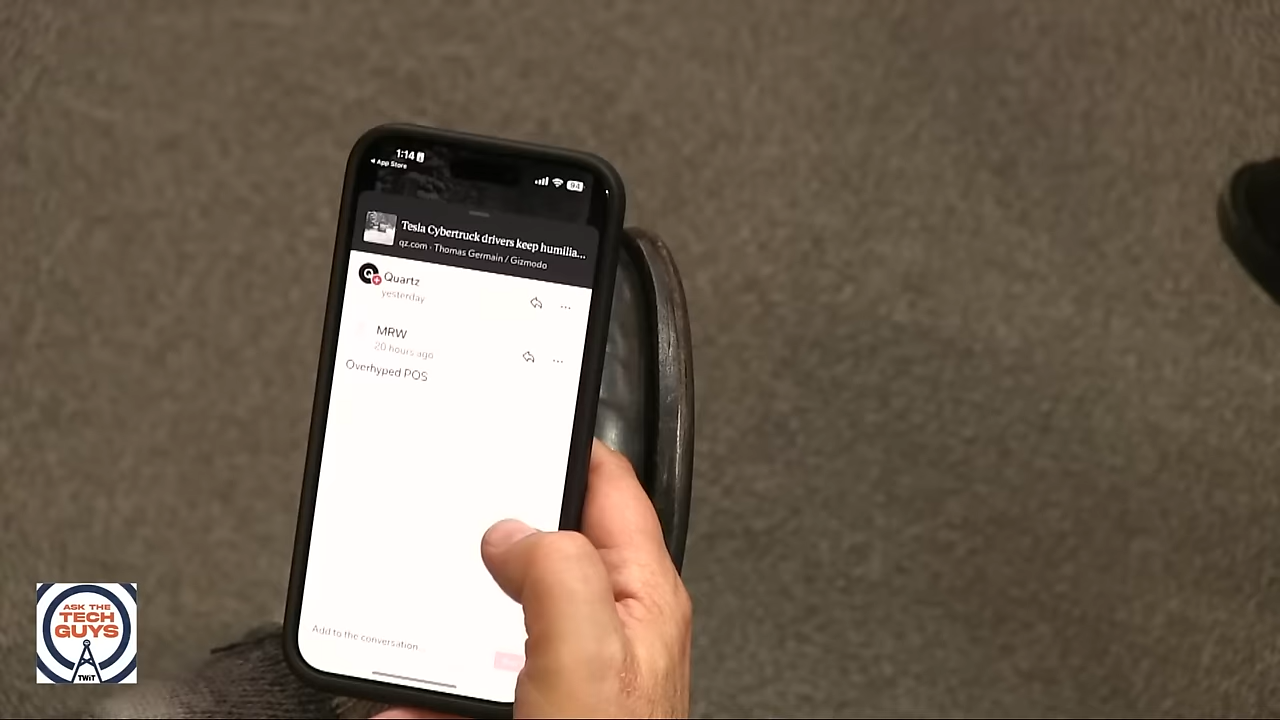 1:14
App Store
94
Tesla Cybertruck drivers keep humilia...
qz.com · Thomas Germain / Gizmodo
Q
Quartz
yesterday
MRW
20 hours ago
Overhyped POS
Add to the conversation
ASK THE
TECH
GUYS
TWiT